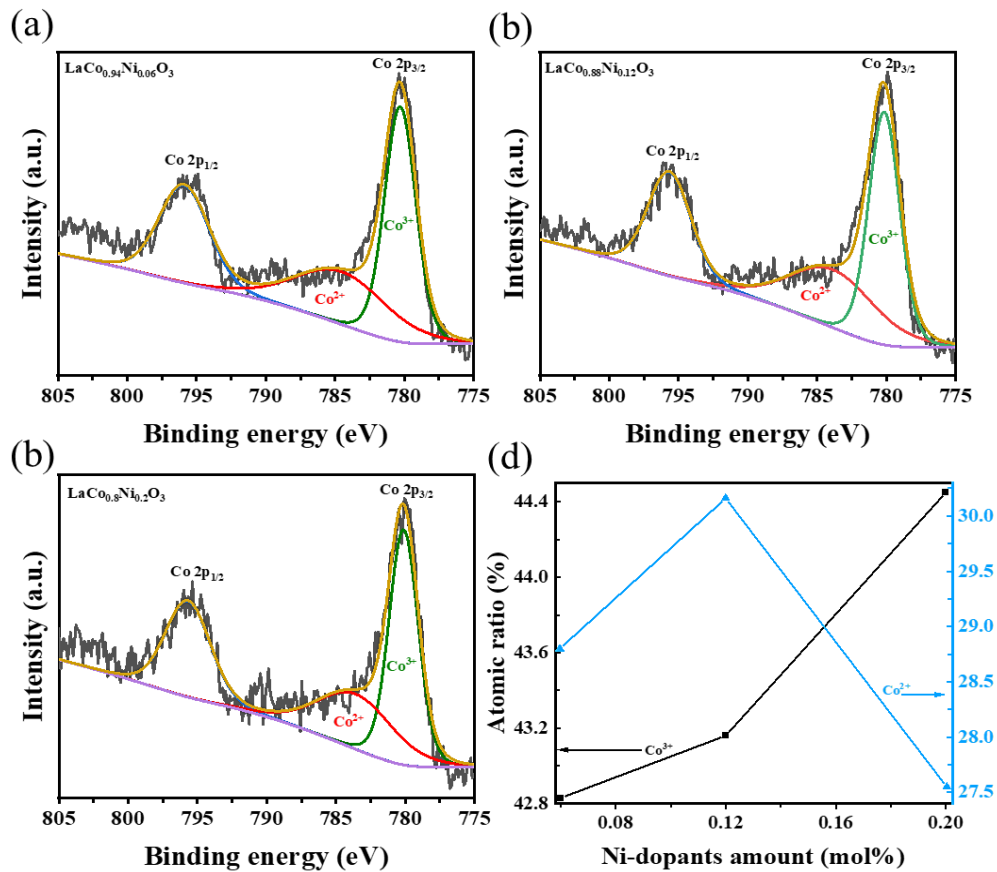 (a)
LaCo0.94Ni0.06O3
Co 2p3/2
Co 2p1/2
Co3+
Co2+
Intensity (a.u.)
805 800 795 790 785 780 775
Binding energy (eV)
(b)
LaCo0.88Ni0.12O3
Co 2p3/2
Co 2p1/2
Co3+
Co2+
Intensity (a.u.)
805 800 795 790 785 780 775
Binding energy (eV)
(b)
LaCo0.8Ni0.2O3
Co 2p3/2
Co 2p1/2
Co3+
Co2+
Intensity (a.u.)
805 800 795 790 785 780 775
Binding energy (eV)
(d)
44.4
44.0
43.6
43.2
42.8
Atomic ratio (%)
30.0
29.5
29.0
28.5
28.0
27.5
Co2+
Co3+
0.08 0.12 0.16 0.20
Ni-dopants amount (mol%)